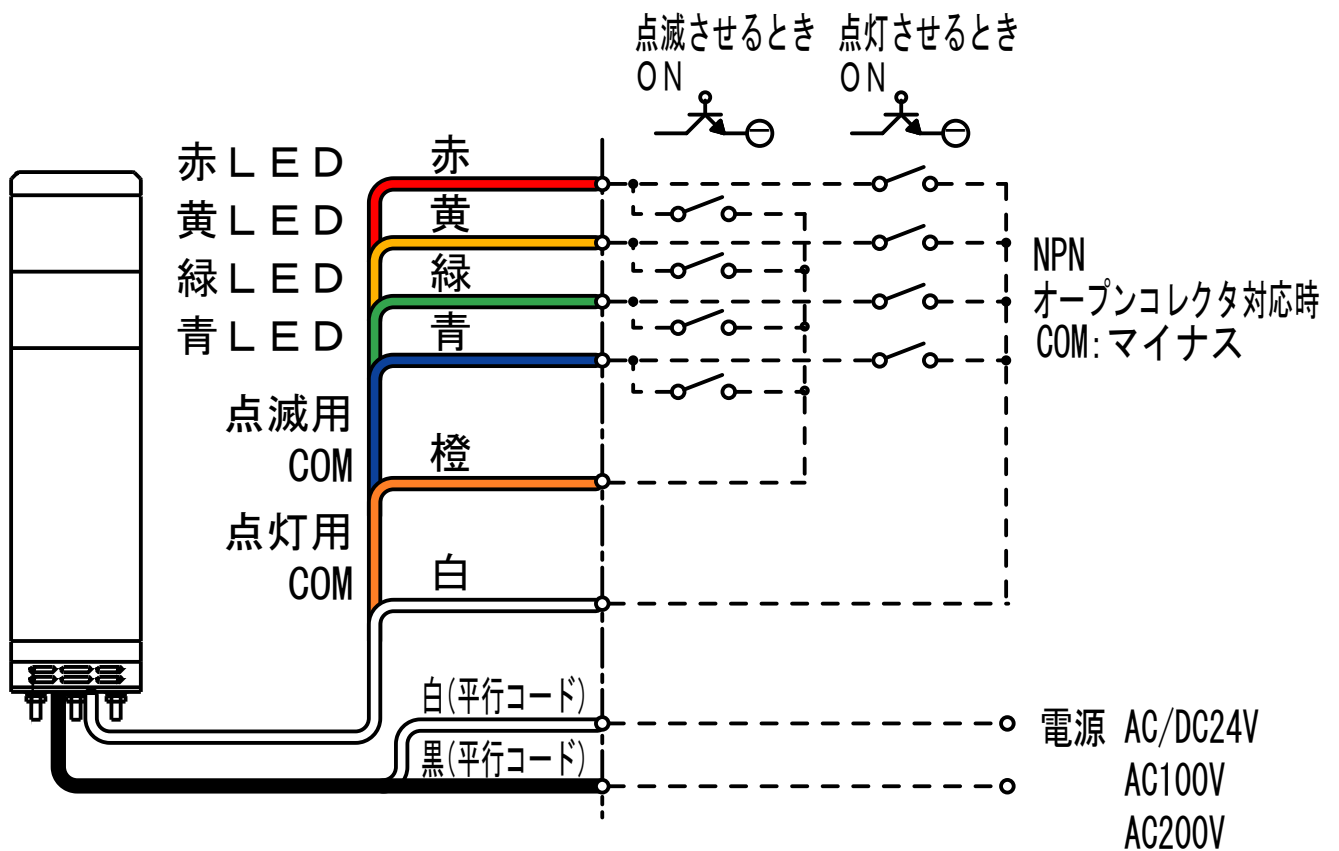 点滅させるとき
ＯＮ
点灯させるとき
ＯＮ
赤ＬＥＤ
赤
黄ＬＥＤ
黄
緑ＬＥＤ
緑
青ＬＥＤ
青
点滅用
COM
橙
点灯用
COM
白
NPN
オープンコレクタ対応時
COM:マイナス
白(平行コード)
黒(平行コード)
電源 AC/DC24V
AC100V
AC200V